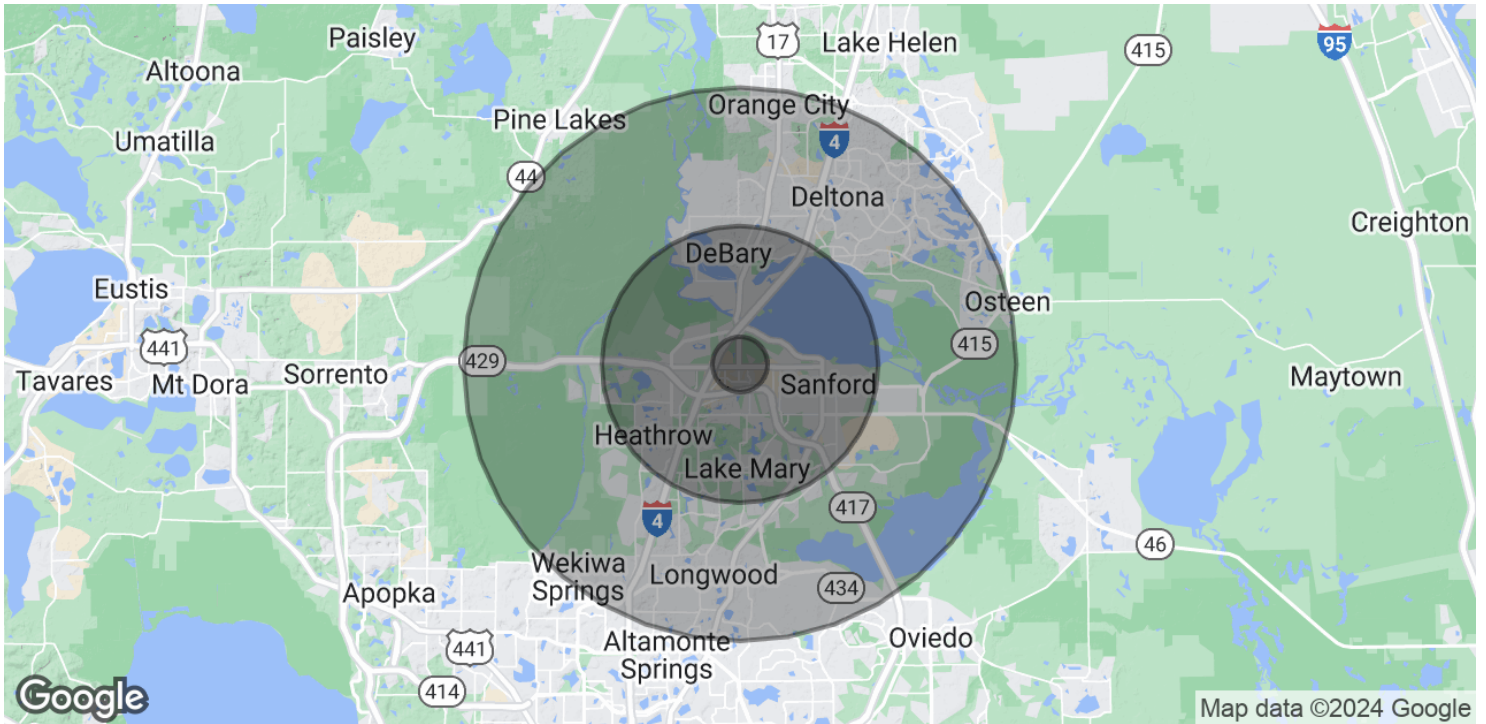 Paisley
17
Lake Helen
415
95
Altoona
Orange City
Pine Lakes
Umatilla
4
44
Deltona
Creighton
DeBary
Eustis
Osteen
441
415
429
Tavares
Mt Dora
Sorrento
Sanford
Maytown
Heathrow
Lake Mary
417
4
46
Wekiwa
Springs
Longwood
434
Apopka
441
Altamonte
Springs
Oviedo
414
Google
Map data ©2024 Google